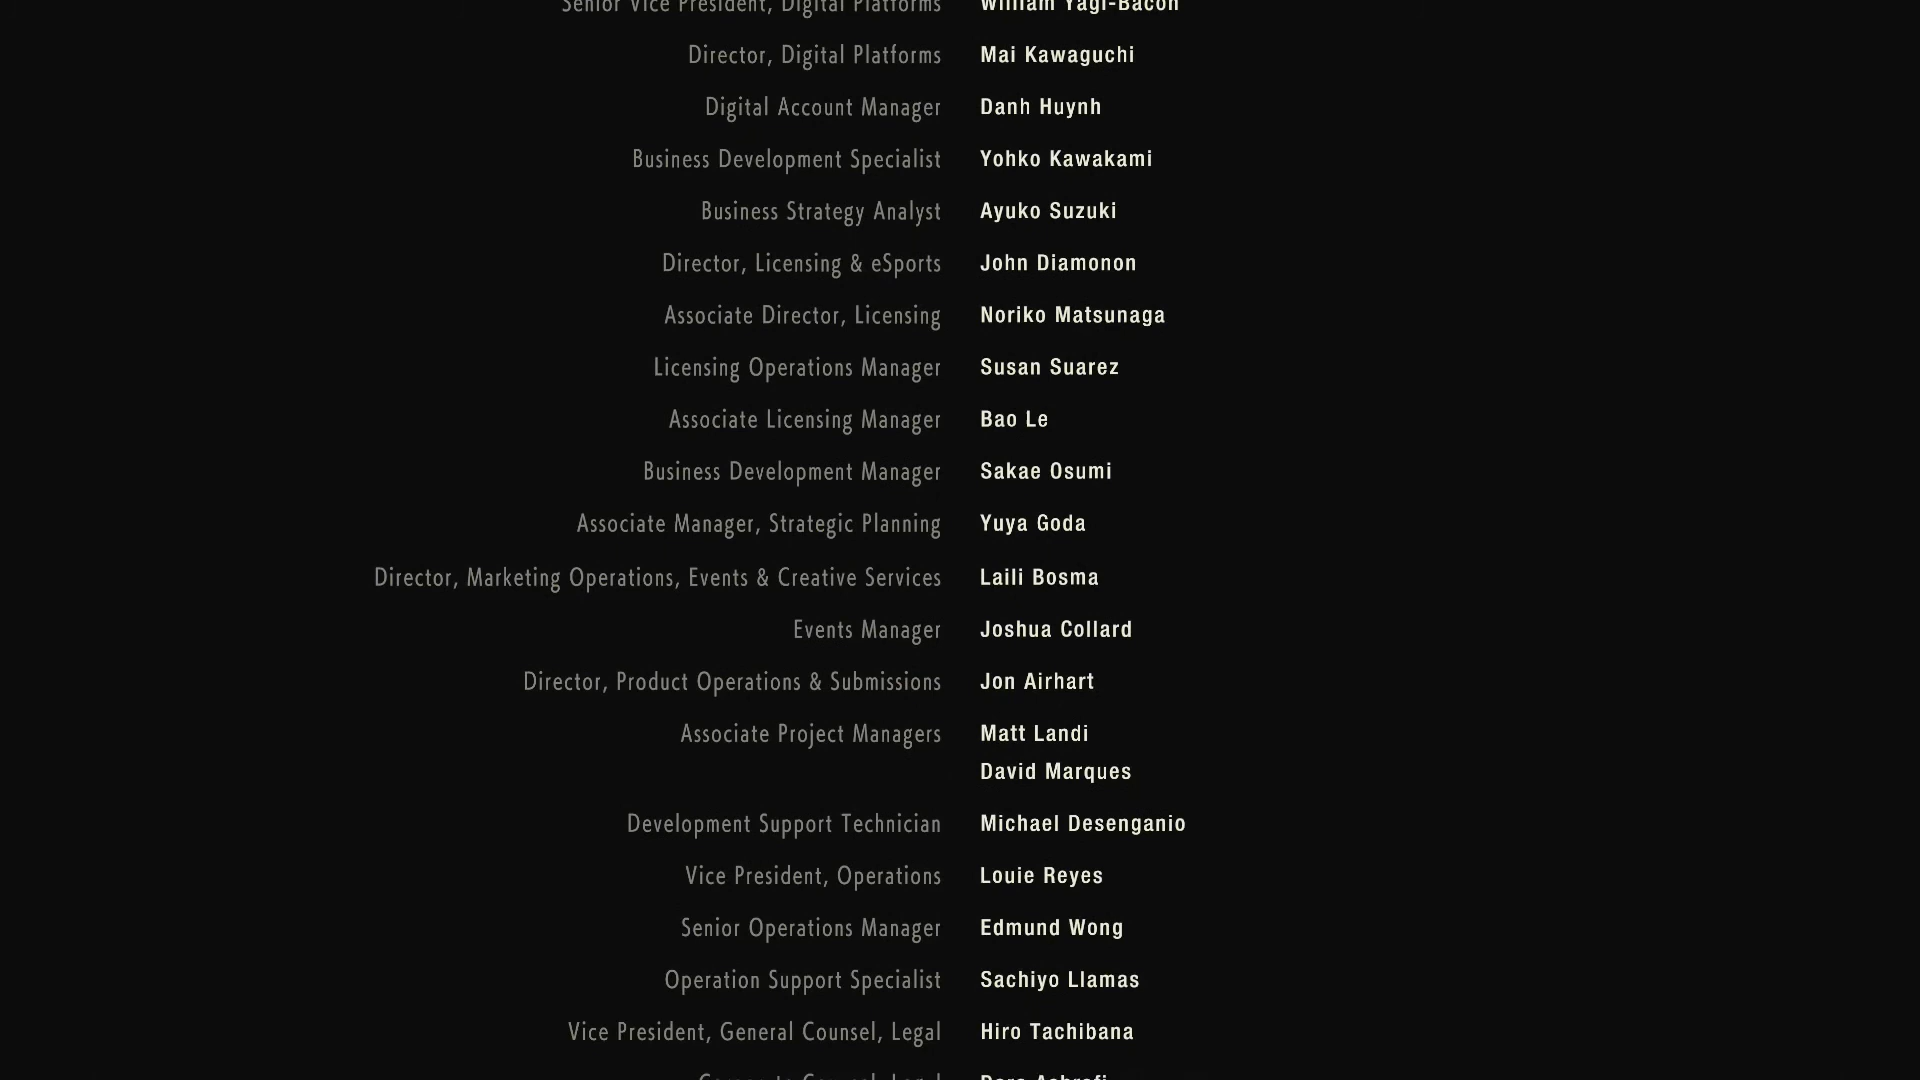 Senior Vice President, Digital Platforms William Yagi-Bacon
Director, Digital Platforms Mai Kawaguchi
Digital Account Manager Danh Huynh
Business Development Specialist Yohko Kawakami
Business Strategy Analyst Ayuko Suzuki
Director, Licensing & eSports John Diamonon
Associate Director, Licensing Noriko Matsunaga
Licensing Operations Manager Susan Suarez
Associate Licensing Manager Bao Le
Business Development Manager Sakae Osumi
Associate Manager, Strategic Planning Yuya Goda
Director, Marketing Operations, Events & Creative Services Laili Bosma
Events Manager Joshua Collard
Director, Product Operations & Submissions Jon Airhart
Associate Project Managers Matt Landi
David Marques
Development Support Technician Michael Desenganio
Vice President, Operations Louie Reyes
Senior Operations Manager Edmund Wong
Operation Support Specialist Sachiyo Llamas
Vice President, General Counsel, Legal Hiro Tachibana